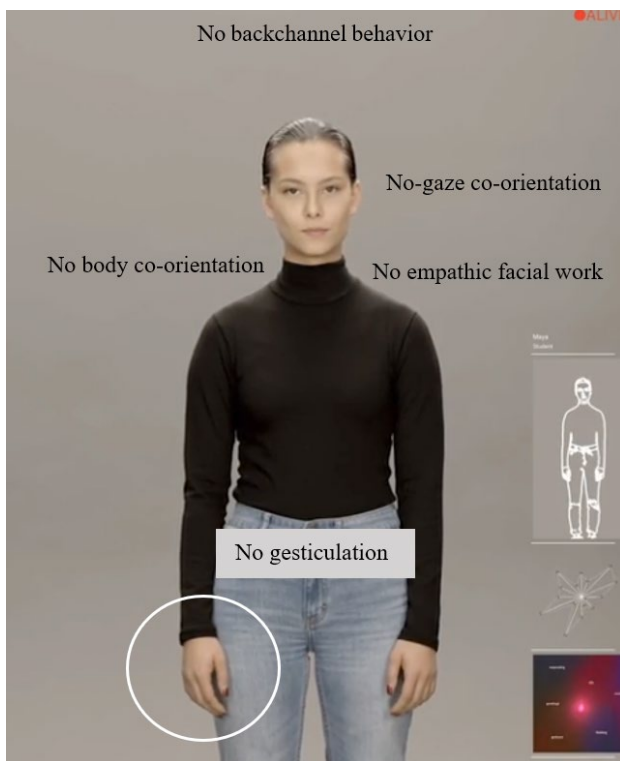 ALIV
No backchannel behavior
No-gaze co-orientation
No body co-orientation
No empathic facial work
Maya
Student
No gesticulation